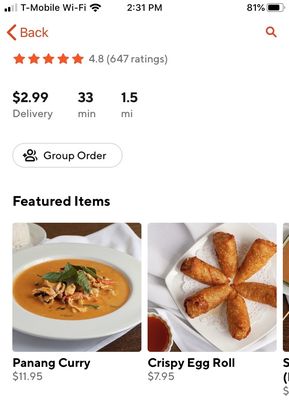 T-Mobile Wi-Fi 2:31 PM 81%
Back
4.8 (647 ratings)
$2.99 33 1.5
Delivery min mi
Group Order
Featured Items
Panang Curry Crispy Egg Roll S
$11.95 $7.95 $